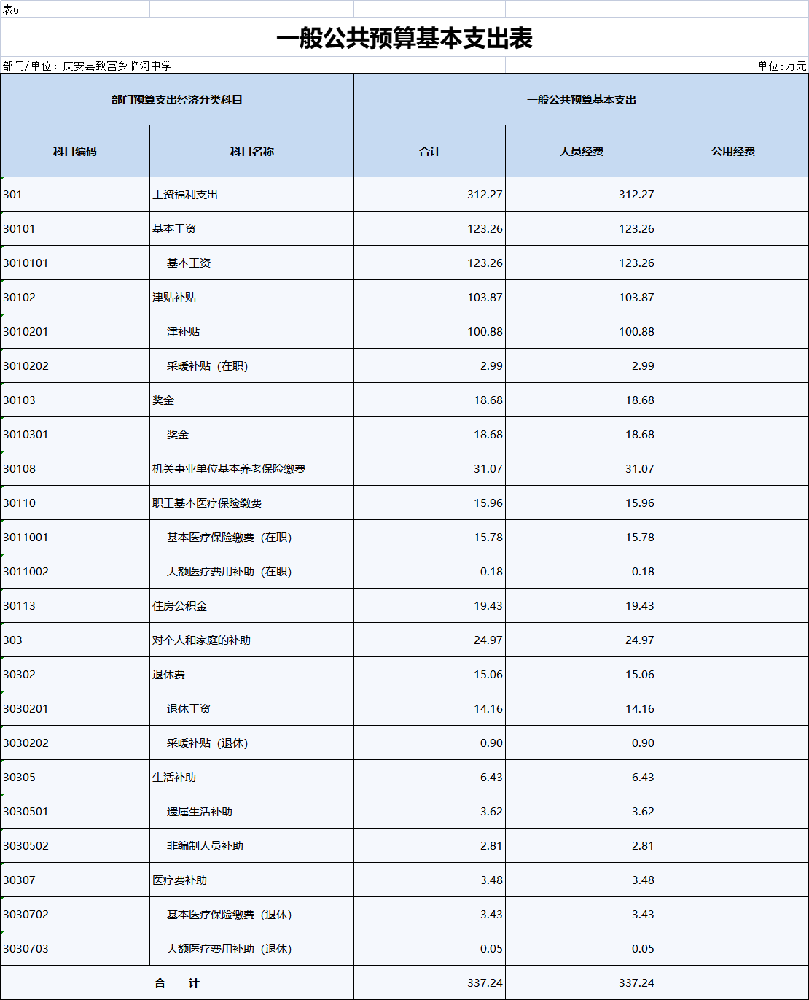 表6
一般公共预算基本支出表
部门/单位：庆安县致富乡临河中学 单位:万元
部门预算支出经济分类科目 一般公共预算基本支出
科目编码 科目名称 合计 人员经费 公用经费
301 工资福利支出 312.27 312.27
30101 基本工资 123.26 123.26
3010101 基本工资 123.26 123.26
30102 津贴补贴 103.87 103.87
3010201 津补贴 100.88 100.88
3010202 采暖补贴（在职） 2.99 2.99
30103 奖金 18.68 18.68
3010301 奖金 18.68 18.68
30108 机关事业单位基本养老保险缴费 31.07 31.07
30110 职工基本医疗保险缴费 15.96 15.96
3011001 基本医疗保险缴费（在职） 15.78 15.78
3011002 大额医疗费用补助（在职） 0.18 0.18
30113 住房公积金 19.43 19.43
303 对个人和家庭的补助 24.97 24.97
30302 退休费 15.06 15.06
3030201 退休工资 14.16 14.16
3030202 采暖补贴（退休） 0.90 0.90
30305 生活补助 6.43 6.43
3030501 遗属生活补助 3.62 3.62
3030502 非编制人员补助 2.81 2.81
30307 医疗费补助 3.48 3.48
3030702 基本医疗保险缴费（退休） 3.43 3.43
3030703 大额医疗费用补助（退休） 0.05 0.05
合 计 337.24 337.24